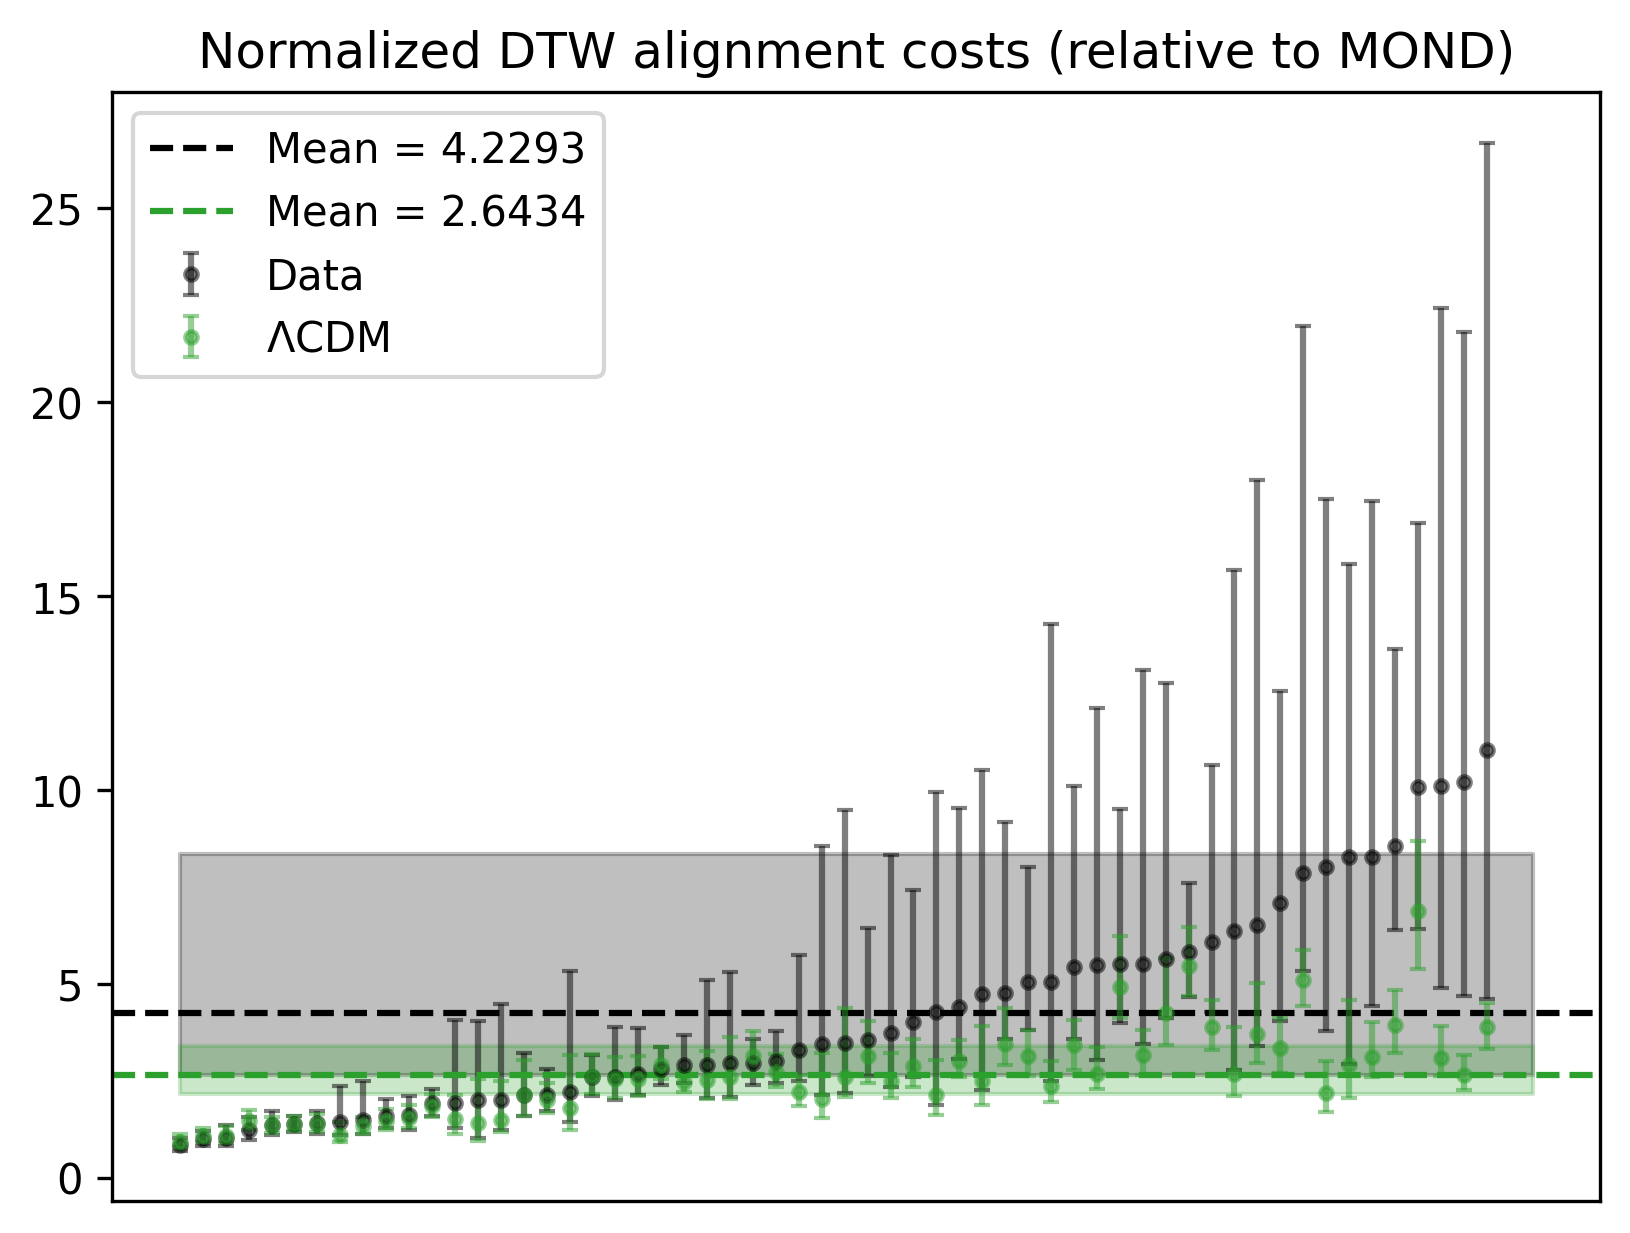 Normalized DTW alignment costs (relative to MOND)
Mean = 4.2293
Mean = 2.6434
Data
ΛCDM
25
20
15
10
5
0